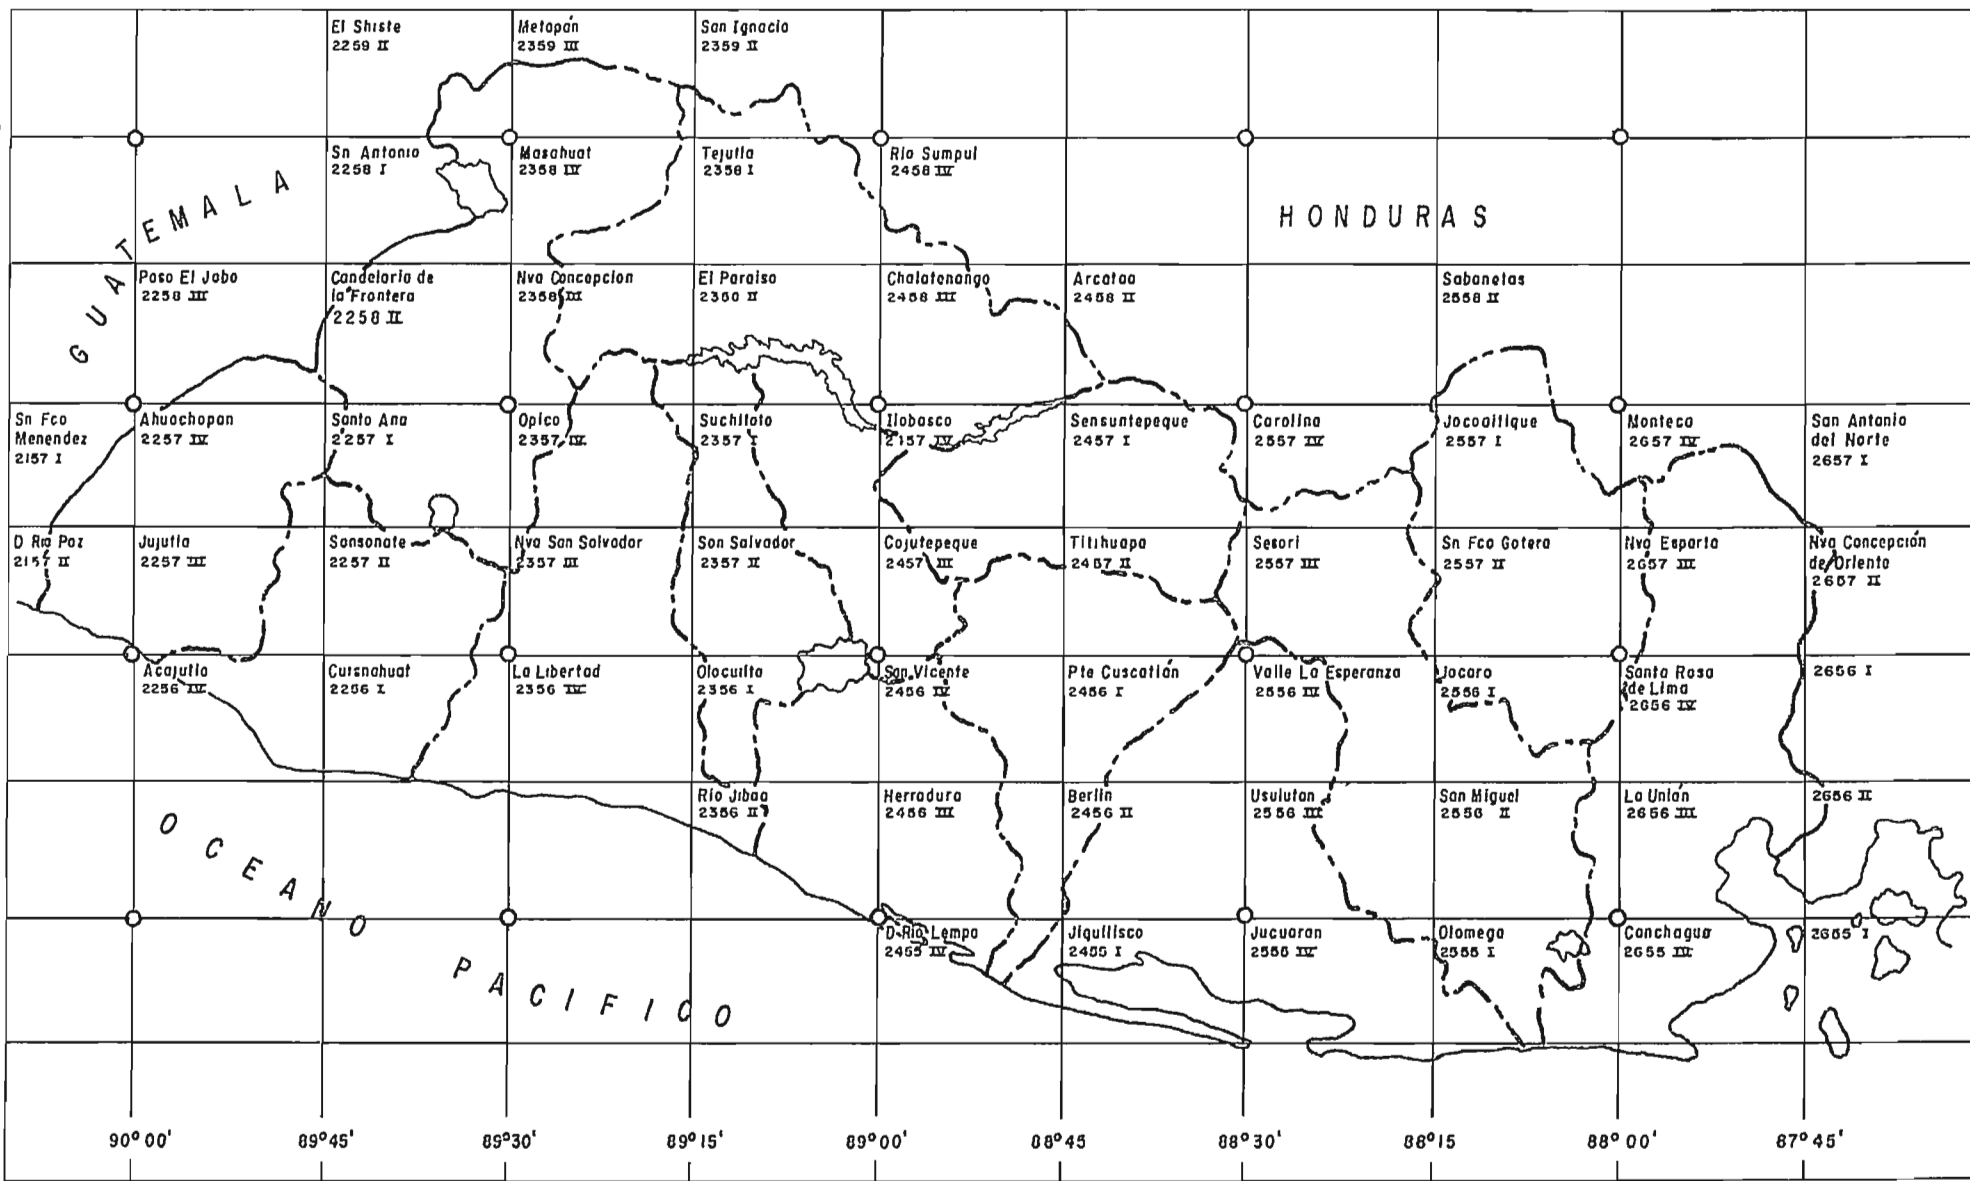 El Shiste
2259 II
Metapán
2359 III
San Ignacio
2359 II
Sn Antonio
2258 I
Masahuat
2358 IV
Tejutla
2358 I
Rio Sumpul
2458 IV
GUATEMALA
HONDURAS
Paso El Jobo
2258 III
Candelaria de
la Frontera
2258 II
Nva Concepcion
2358 III
El Paraiso
2360 II
Chalatenango
2458 III
Arcatao
2458 II
Sabanetas
2558 II
Sn Fco
Menendez
2157 I
Ahuachapan
2257 IV
Santo Ana
2257 I
Opico
2357 IV
Suchitoto
2357 I
Ilobasco
2157 IV
Sensuntepeque
2457 I
Carolina
2557 IV
Jocoaitique
2557 I
Monteca
2657 IV
San Antonio
del Norte
2657 I
D Rio Paz
2157 II
Jujutla
2257 III
Sonsonate
2257 II
Nva San Salvador
2357 III
San Salvador
2357 II
Cojutepeque
2457 III
Titihuapa
2457 II
Sesori
2557 III
Sn Fco Gotera
2557 II
Nva Esparta
2657 III
Nva Concepción
de Oriente
2657 II
Acajutla
2256 IV
Cuisnahuat
2256 I
La Libertad
2356 IV
Olocuilta
2356 I
San Vicente
2456 IV
Pte Cuscatlán
2456 I
Valle La Esperanza
2556 IV
Jocoro
2556 I
Santa Rosa
de Lima
2656 IV
2656 I
Río Jiboa
2356 II
Herradura
2456 III
Berlin
2456 II
Usulutan
2556 III
San Miguel
2556 II
La Unión
2656 III
2656 II
OCEANO PACIFICO
D Rio Lempa
2455 IV
Jiquilisco
2455 I
Jucuaran
2555 IV
Olomega
2555 I
Conchagua
2655 IV
2655 I
90°00' 89°45' 89°30' 89°15' 89°00' 88°45 88°30' 88°15 88°00' 87°45'